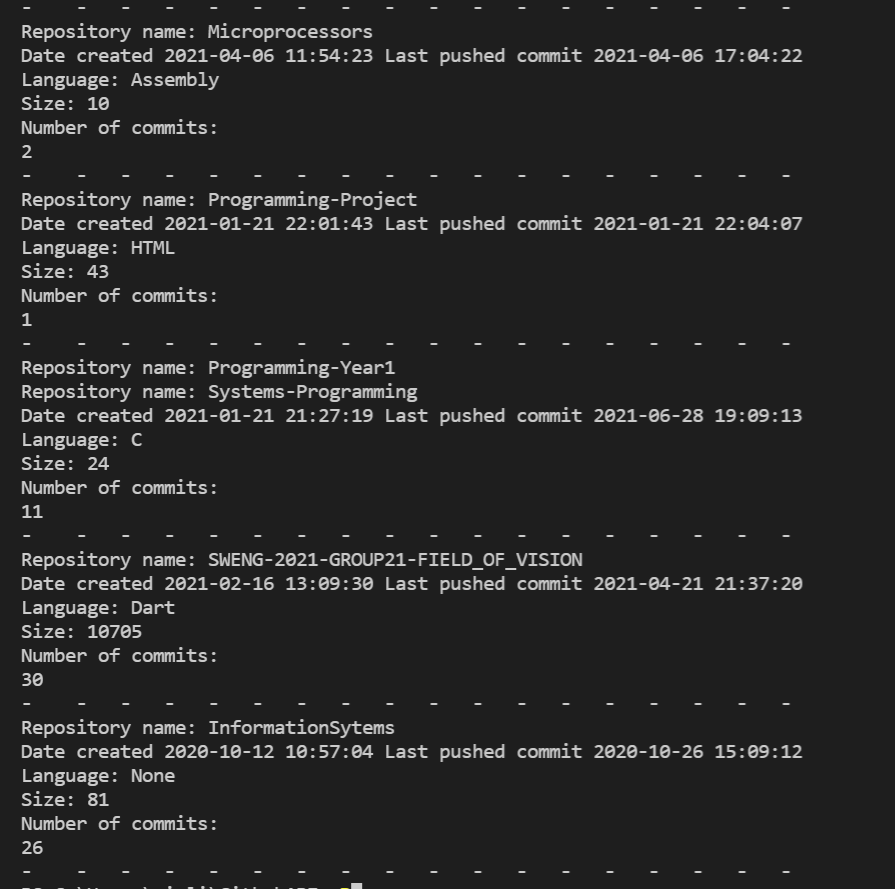 - - - - - - - - - - - - - - - - - -
Repository name: Microprocessors
Date created 2021-04-06 11:54:23 Last pushed commit 2021-04-06 17:04:22
Language: Assembly
Size: 10
Number of commits:
2
- - - - - - - - - - - - - - - - - -
Repository name: Programming-Project
Date created 2021-01-21 22:01:43 Last pushed commit 2021-01-21 22:04:07
Language: HTML
Size: 43
Number of commits:
1
- - - - - - - - - - - - - - - - - -
Repository name: Programming-Year1
Repository name: Systems-Programming
Date created 2021-01-21 21:27:19 Last pushed commit 2021-06-28 19:09:13
Language: C
Size: 24
Number of commits:
11
- - - - - - - - - - - - - - - - - -
Repository name: SWENG-2021-GROUP21-FIELD_OF_VISION
Date created 2021-02-16 13:09:30 Last pushed commit 2021-04-21 21:37:20
Language: Dart
Size: 10705
Number of commits:
30
- - - - - - - - - - - - - - - - - -
Repository name: InformationSytems
Date created 2020-10-12 10:57:04 Last pushed commit 2020-10-26 15:09:12
Language: None
Size: 81
Number of commits:
26
- - - - - - - - - - - - - - - - - -